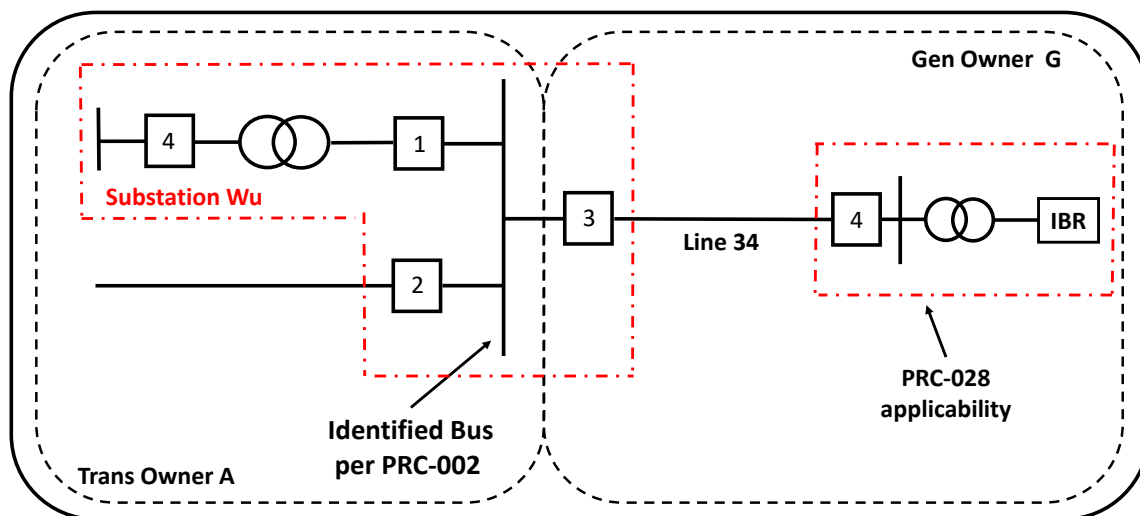 Gen Owner G
4
1
Substation Wu
3
Line 34
4
IBR
2
PRC-028
applicability
Identified Bus
per PRC-002
Trans Owner A